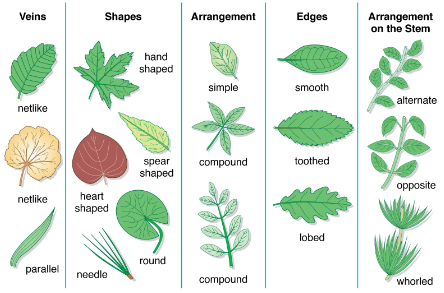 Veins
netlike
netlike
parallel
Shapes
hand
shaped
spear
shaped
heart
shaped
round
needle
Arrangement
simple
compound
compound
Edges
smooth
toothed
lobed
Arrangement
on the Stem
alternate
opposite
whorled